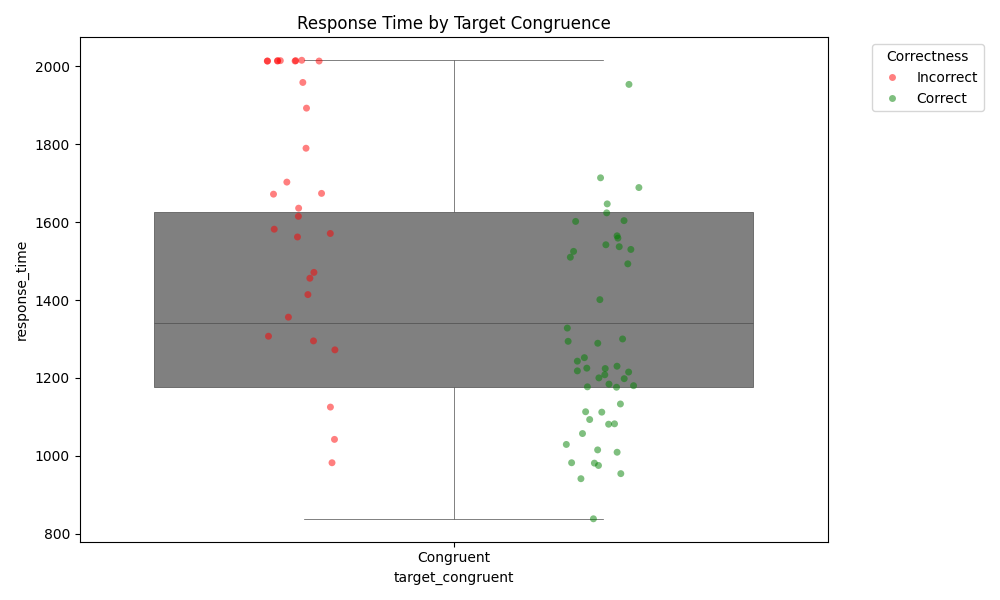 Response Time by Target Congruence
Correctness
Incorrect
Correct
2000
1800
1600
1400
1200
1000
800
response_time
Congruent
target_congruent